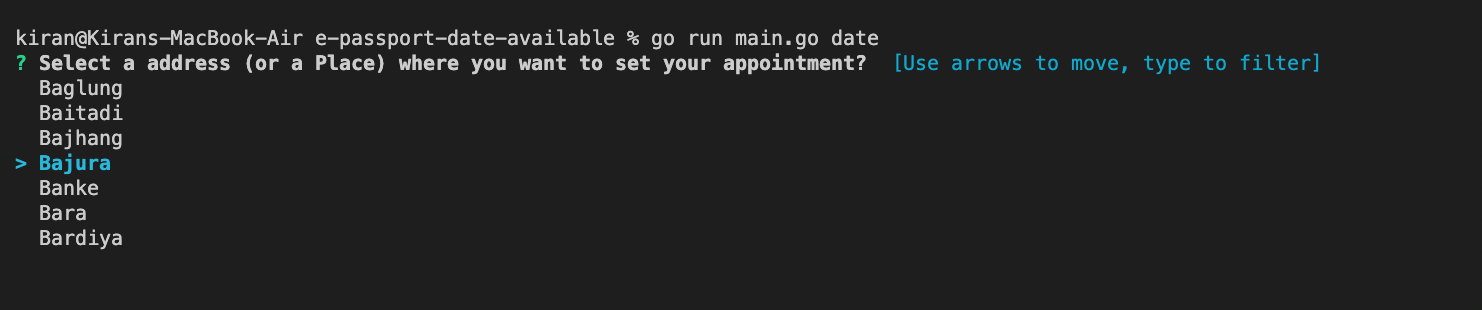 kiran@Kirans-MacBook-Air e-passport-date-available % go run main.go date
? Select a address (or a Place) where you want to set your appointment?  [Use arrows to move, type to filter]
  Baglung
  Baitadi
  Bajhang
> Bajura
  Banke
  Bara
  Bardiya